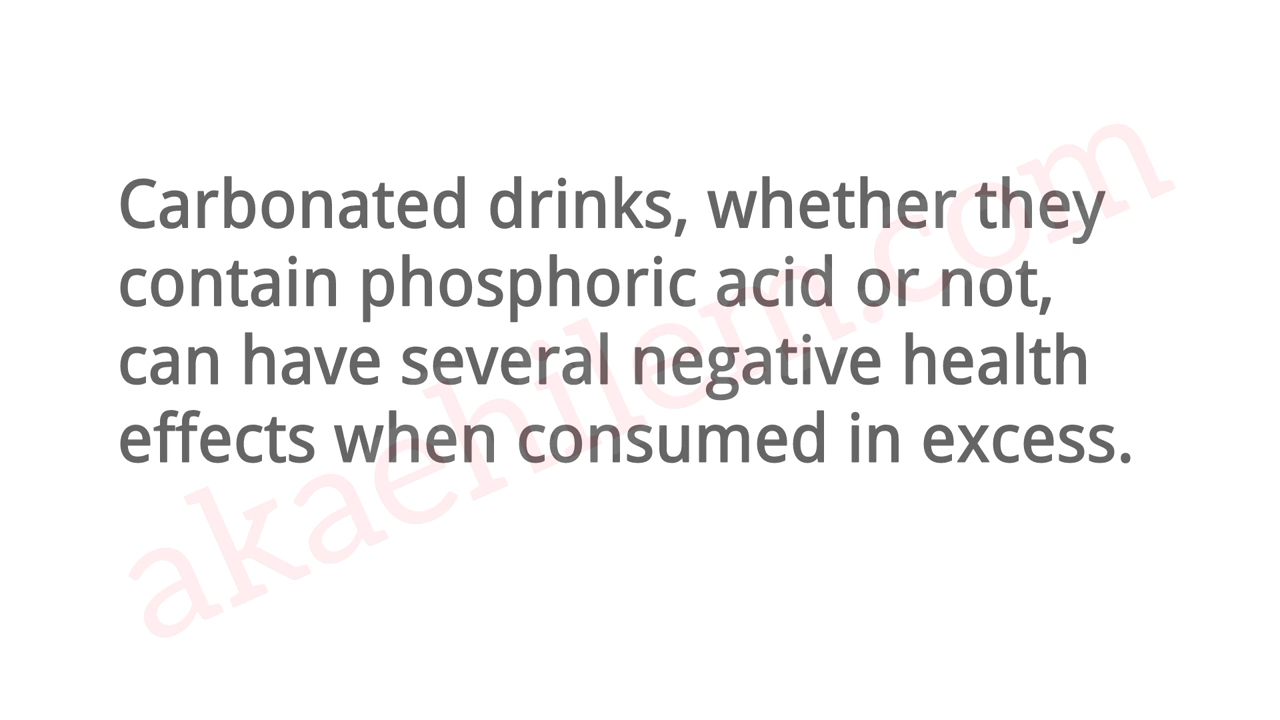 Carbonated drinks, whether they
contain phosphoric acid or not,
can have several negative health
effects when consumed in excess.
akaehilem.com